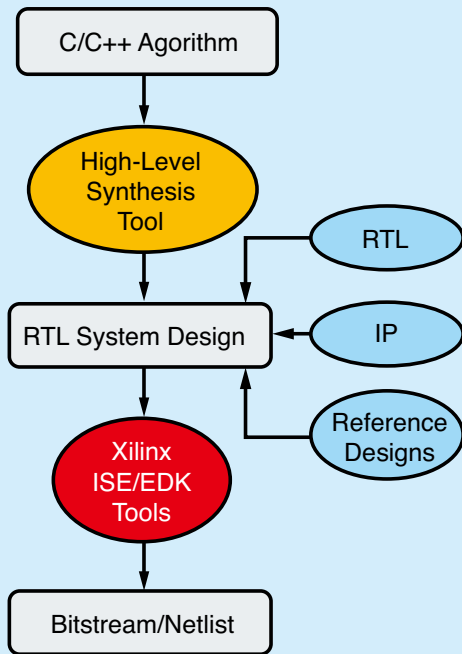 C/C++ Agorithm
High-Level
Synthesis
Tool
RTL
RTL System Design
IP
Reference
Designs
Xilinx
ISE/EDK
Tools
Bitstream/Netlist